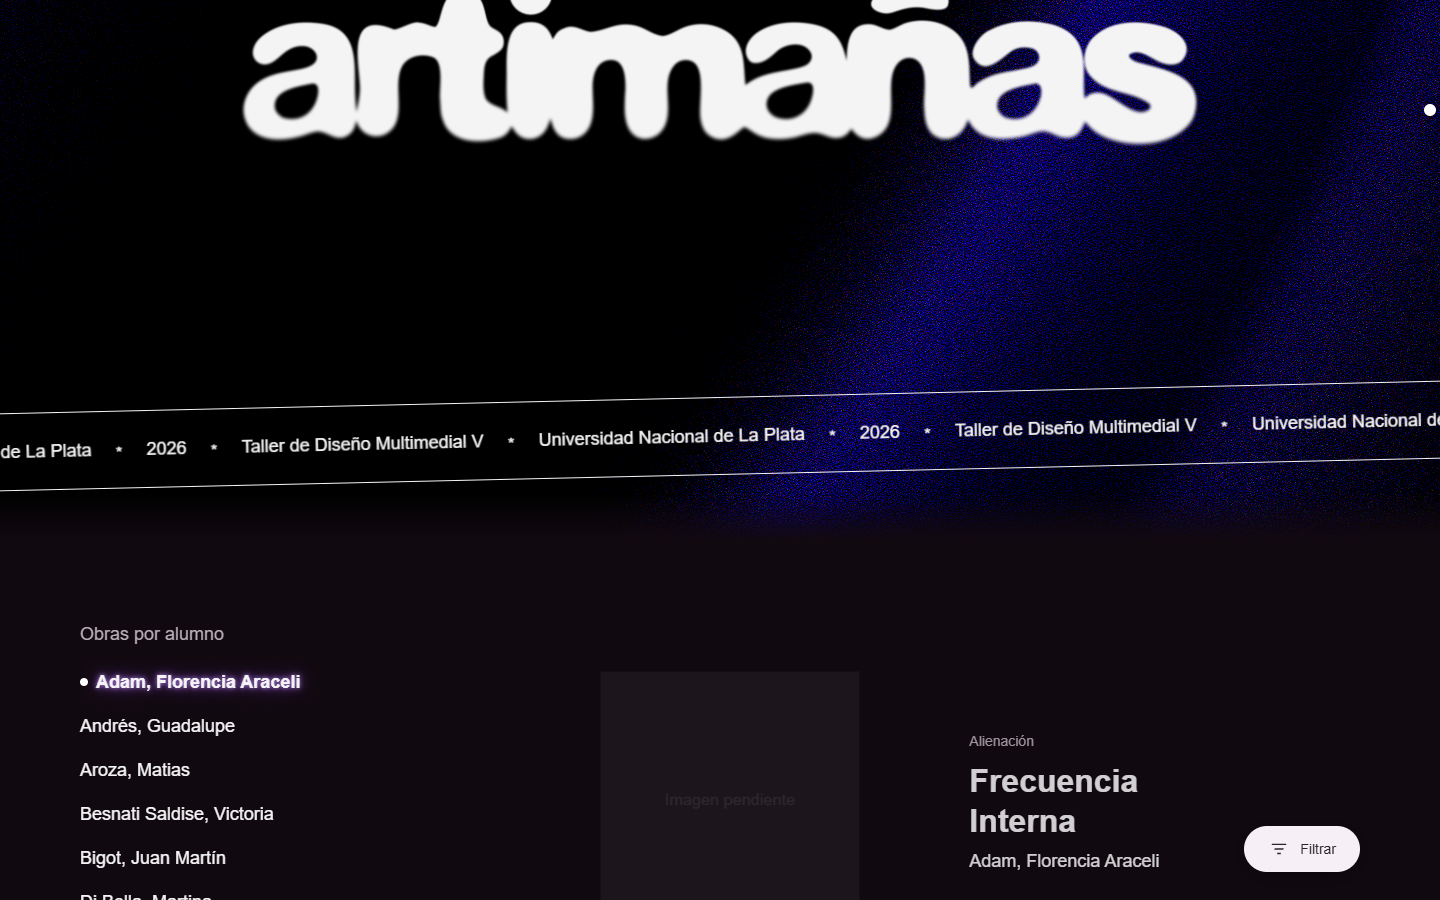 artimañas
de La Plata * 2026 * Taller de Diseño Multimedial V * Universidad Nacional de La Plata * 2026 * Taller de Diseño Multimedial V * Universidad Nacional de
Obras por alumno
Adam, Florencia Araceli
Andrés, Guadalupe
Aroza, Matias
Besnati Saldise, Victoria
Bigot, Juan Martín
Imagen pendiente
Alienación
Frecuencia
Interna
Adam, Florencia Araceli
Filtrar